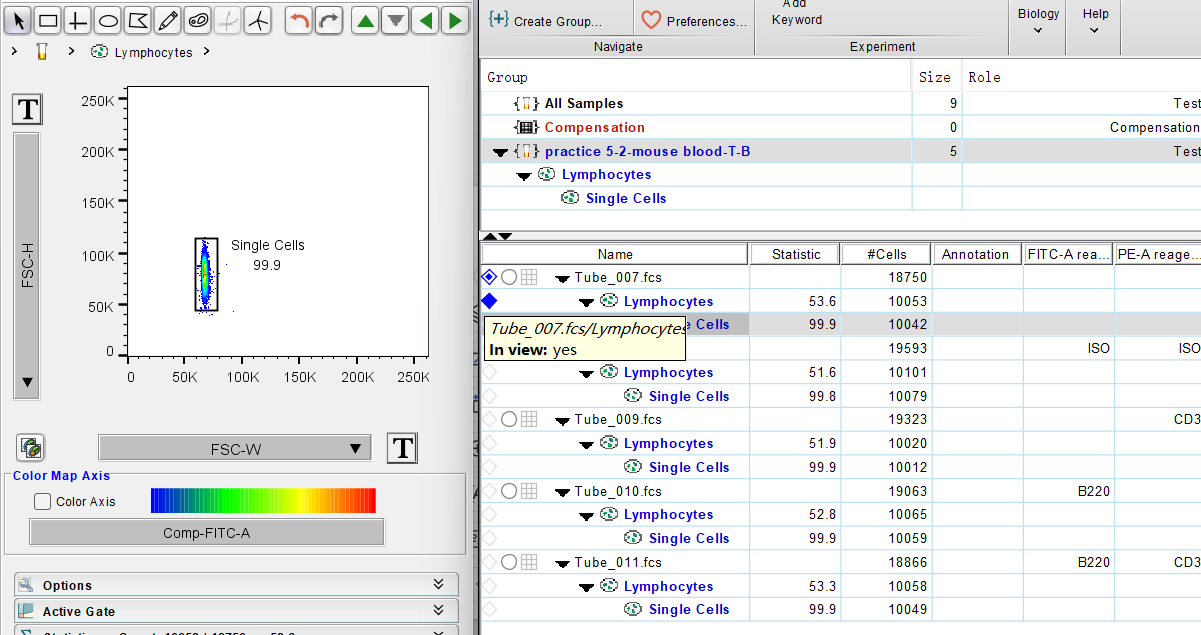 Create Group...
Preferences...
Add
Keyword
Biology
Help
Navigate
Experiment
Lymphocytes
T
250K
200K
150K
100K
50K
0
FSC-H
Single Cells
99.9
0
50K
100K
150K
200K
250K
FSC-W
T
Color Map Axis
Color Axis
Comp-FITC-A
Options
Active Gate
Group Size Role
All Samples 9 Test
Compensation 0 Compensation
practice 5-2-mouse blood-T-B 5 Test
Lymphocytes
Single Cells
Name Statistic #Cells Annotation FITC-A rea... PE-A reage...
Tube_007.fcs 18750
Lymphocytes 53.6 10053
Cells 99.9 10042
Tube_007.fcs/Lymphocytes
In view: yes
19593 ISO ISO
Lymphocytes 51.6 10101
Single Cells 99.8 10079
Tube_009.fcs 19323 CD3
Lymphocytes 51.9 10020
Single Cells 99.9 10012
Tube_010.fcs 19063 B220
Lymphocytes 52.8 10065
Single Cells 99.9 10059
Tube_011.fcs 18866 B220 CD3
Lymphocytes 53.3 10058
Single Cells 99.9 10049